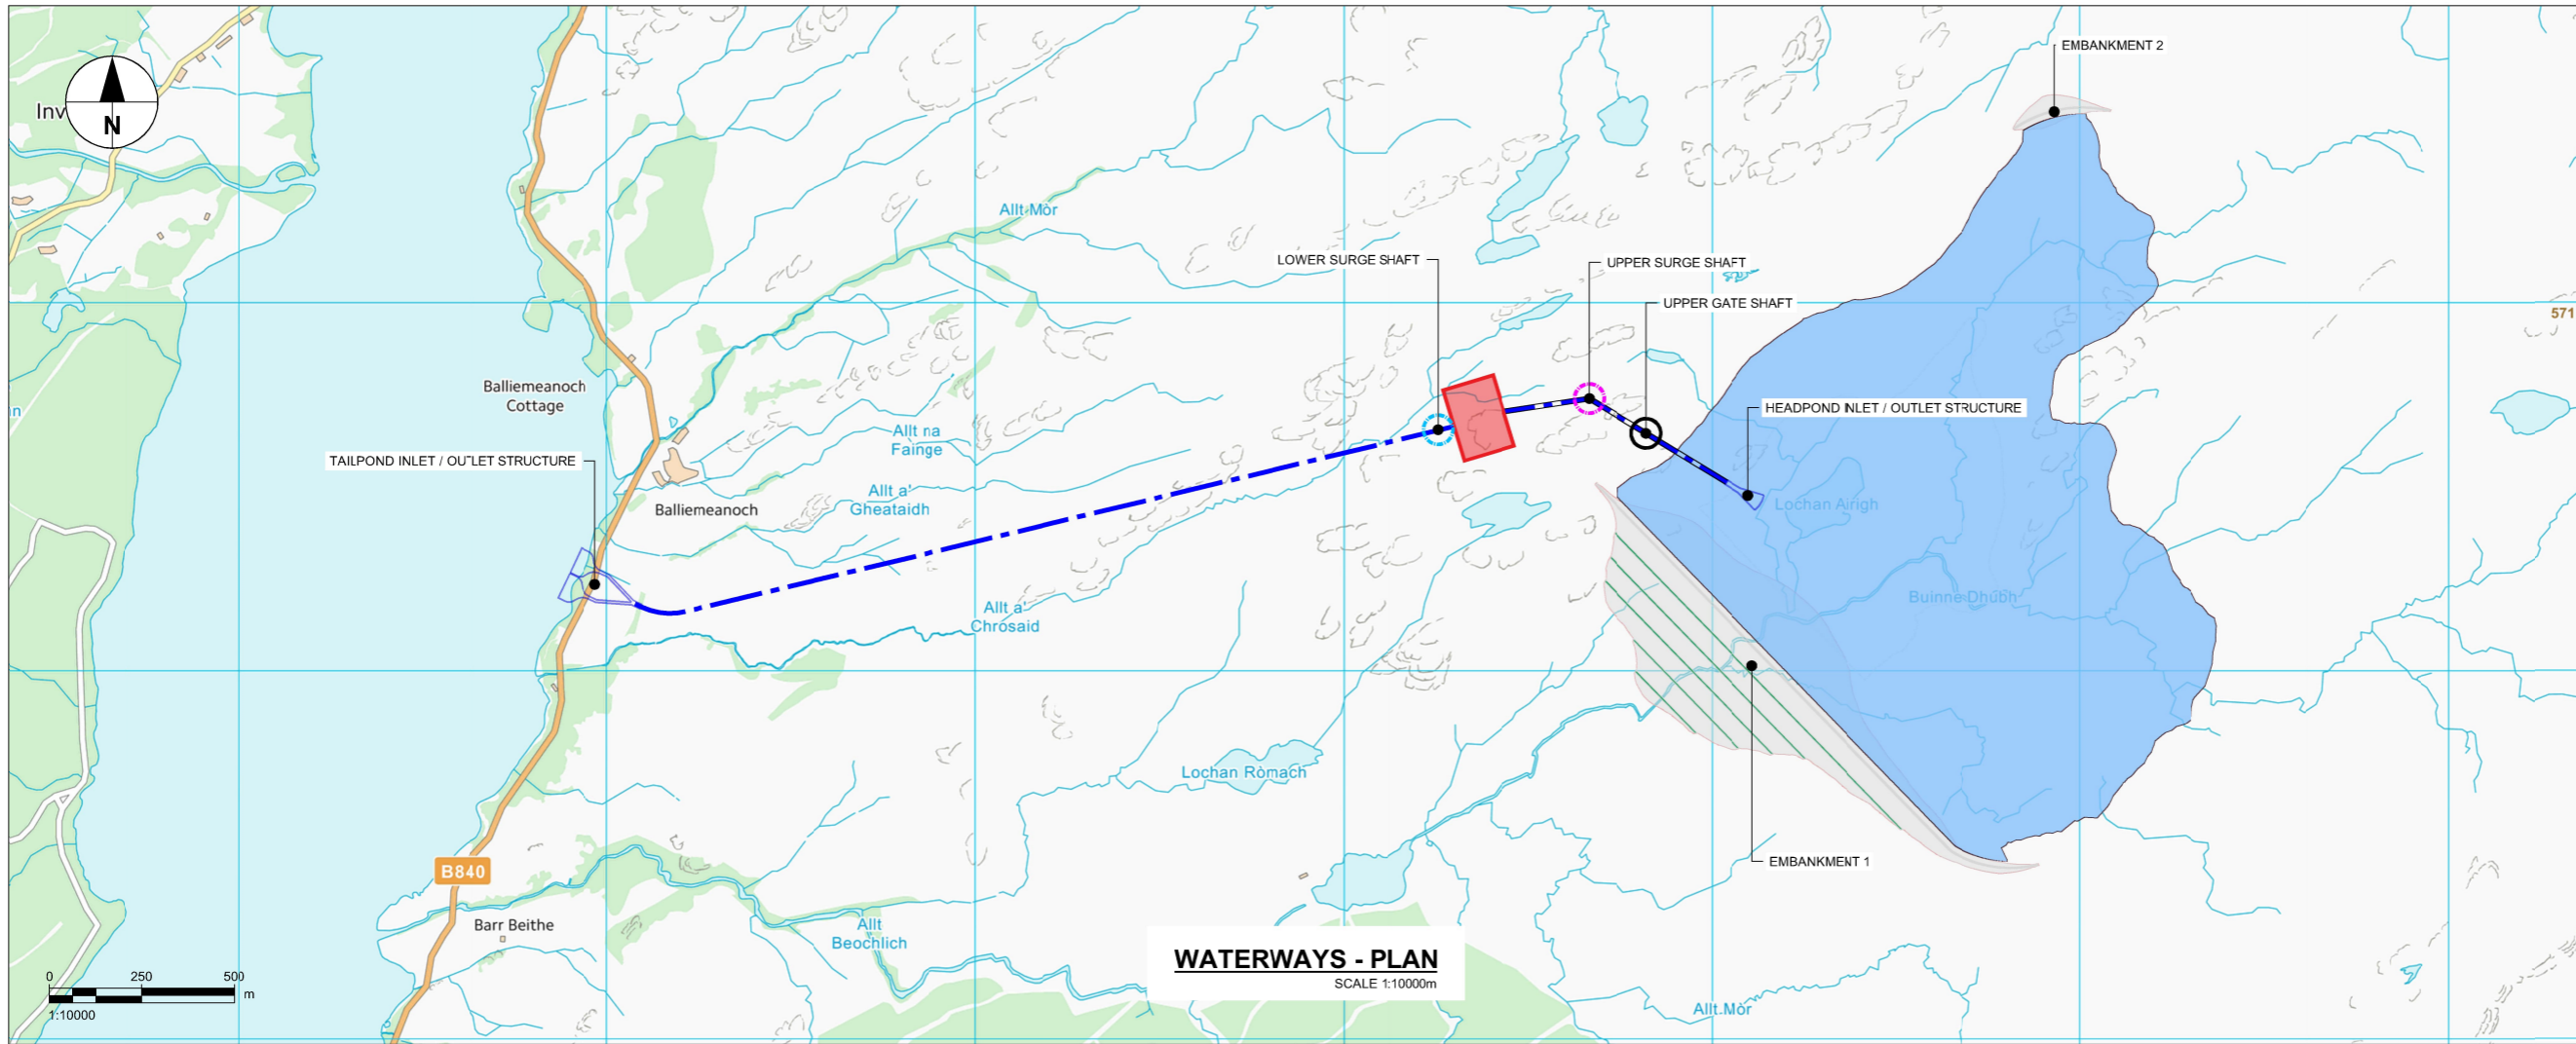 EMBANKMENT 2
N
Allt Mòr
LOWER SURGE SHAFT
UPPER SURGE SHAFT
UPPER GATE SHAFT
571
Balliemeanoch
Cottage
HEADPOND INLET / OUTLET STRUCTURE
Allt na
Fainge
TAILPOND INLET / OUTLET STRUCTURE
Allt a'
Gheataidh
Balliemeanoch
Lochan Airigh
Buinne Dhubh
Allt a'
Chrosaid
Lochan Ròmach
EMBANKMENT 1
B840
Barr Beithe
Allt
Beochlich
WATERWAYS - PLAN
SCALE 1:10000m
0 250 500
m
1:10000
Allt Mòr